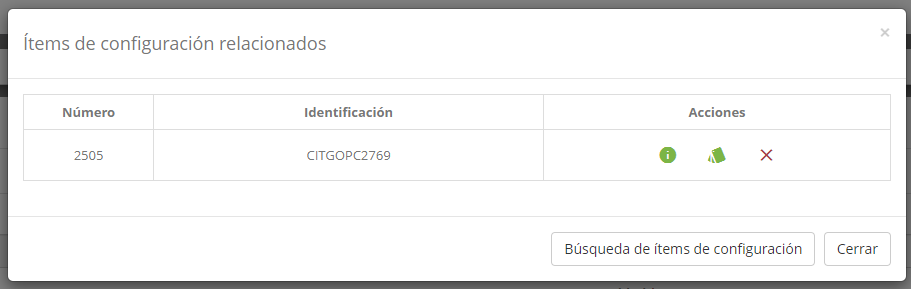 Ítems de configuración relacionados
×
Número Identificación Acciones
2505 CITGOPC2769
Búsqueda de ítems de configuración Cerrar